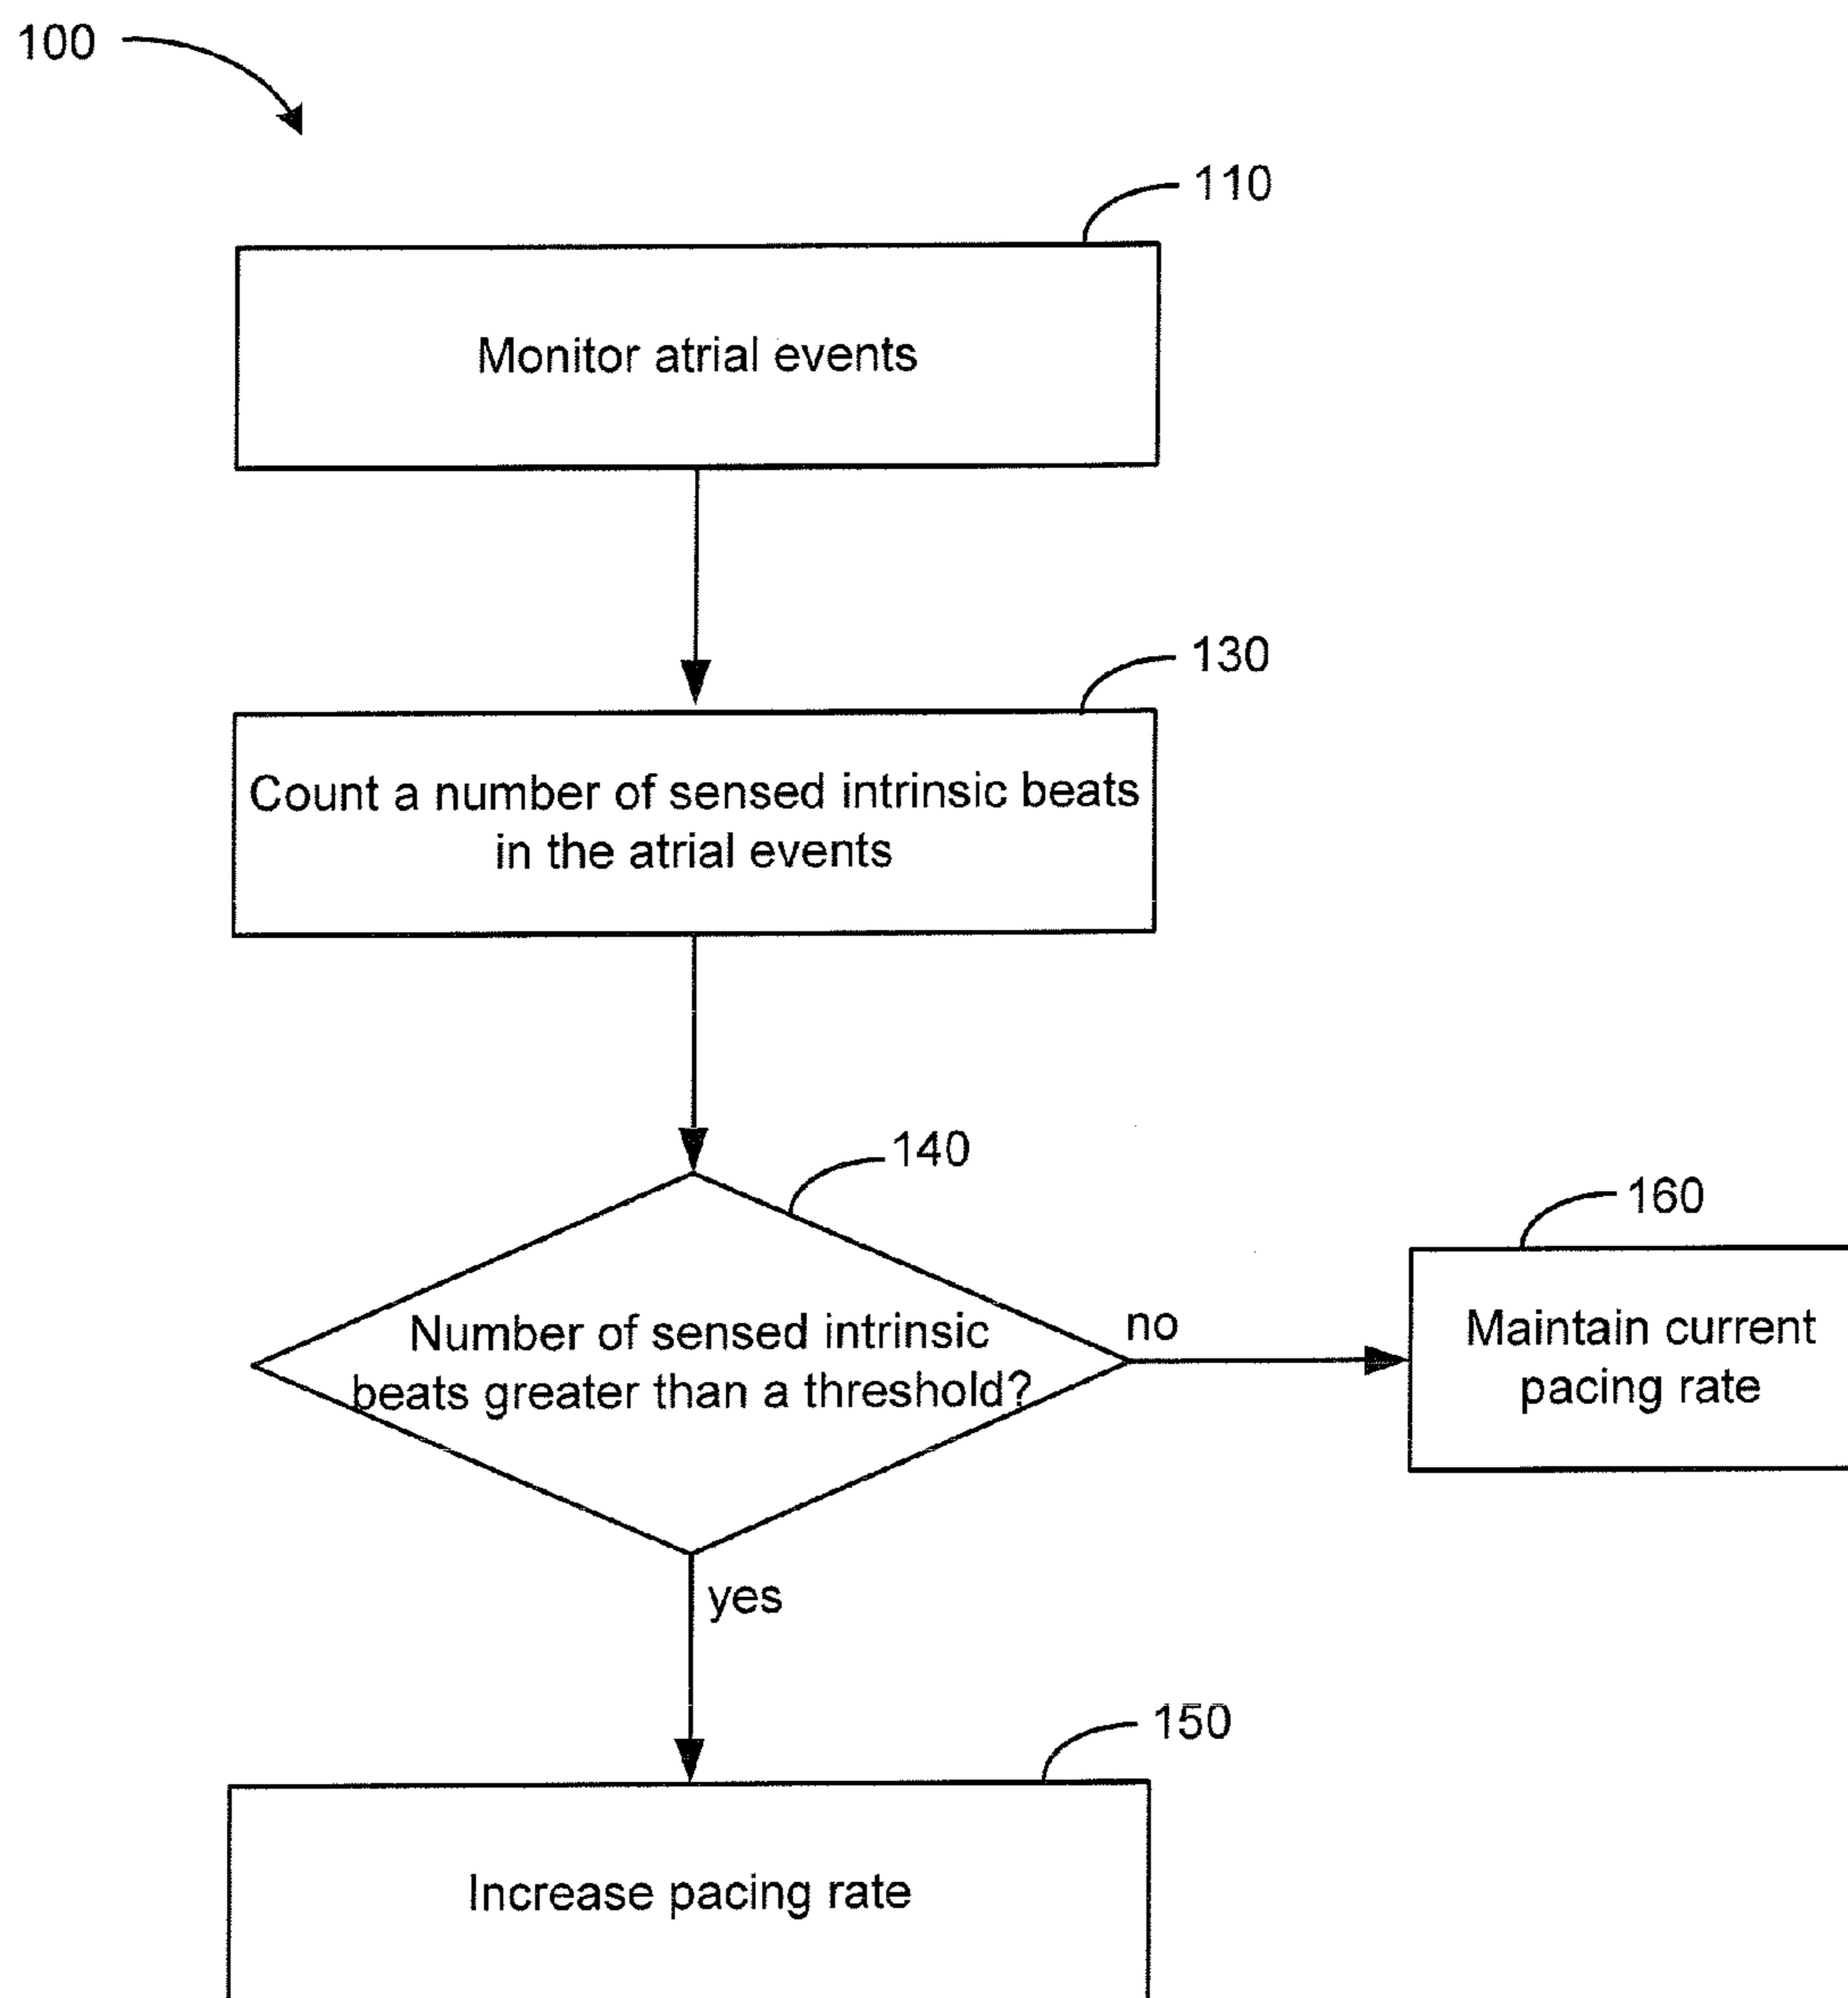 100
110
Monitor atrial events
130
Count a number of sensed intrinsic beats
in the atrial events
140
160
Number of sensed intrinsic
beats greater than a threshold?
no
Maintain current
pacing rate
yes
150
Increase pacing rate